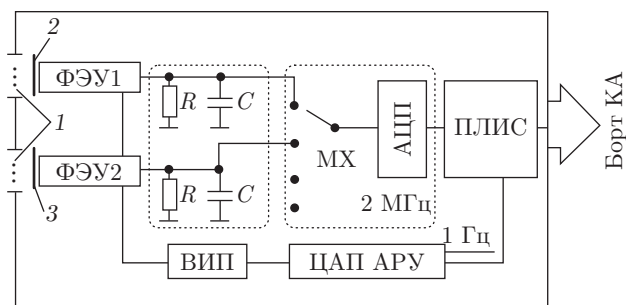 2
ФЭУ1
R
C
1
ФЭУ2
R
C
3
МХ
АЦП
2 МГц
ПЛИС
Борт КА
1 Гц
ВИП
ЦАП АРУ